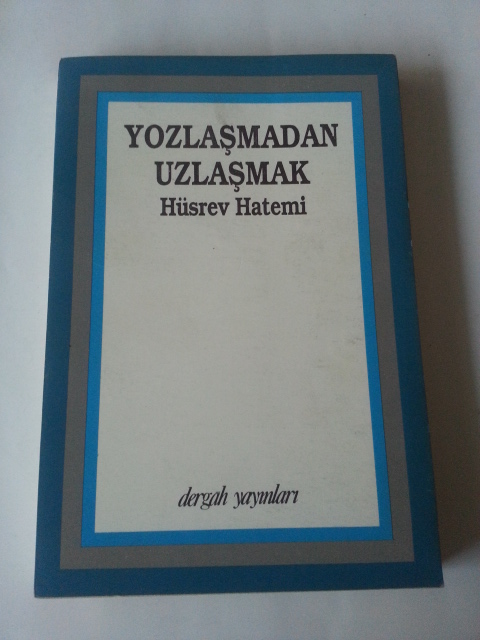 YOZLAŞMADAN
UZLAŞMAK
Hüsrev Hatemi
dergah yayınları